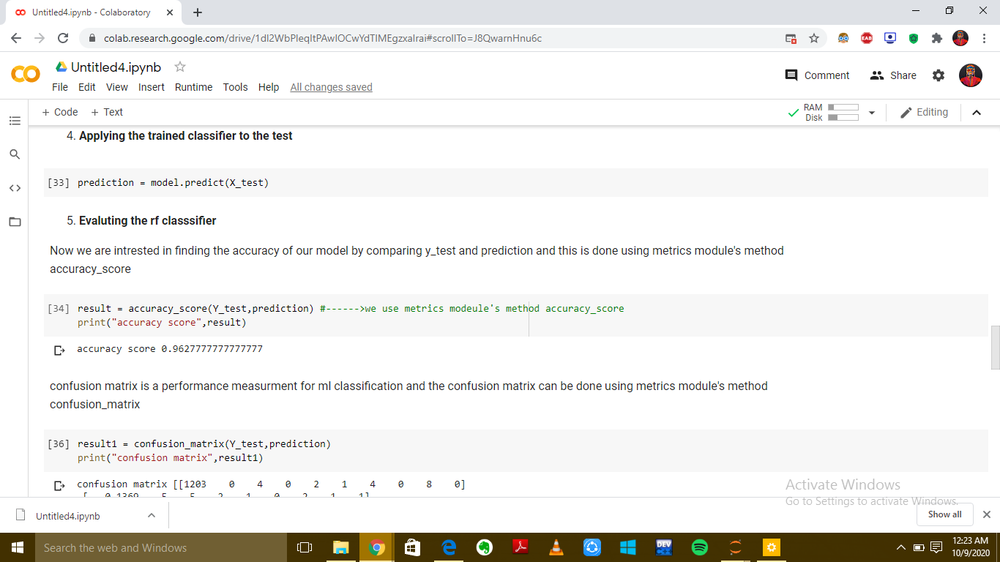 Untitled4.ipynb - Colaboratory
colab.research.google.com/drive/1dl2WbPleqItPAwIOCwYdTIMEgzxaIrai#scrollTo=J8QwarnHnu6c
EAB
Untitled4.ipynb
File Edit View Insert Runtime Tools Help All changes saved
Comment
Share
+ Code + Text
RAM
Disk
Editing
4. Applying the trained classifier to the test
[33] prediction = model.predict(X_test)
5. Evaluting the rf classsifier
Now we are intrested in finding the accuracy of our model by comparing y_test and prediction and this is done using metrics module's method
accuracy_score
[34] result = accuracy_score(Y_test,prediction) #------>we use metrics modeule's method accuracy_score
print("accuracy score",result)
accuracy score 0.9627777777777777
confusion matrix is a performance measurment for ml classification and the confusion matrix can be done using metrics module's method
confusion_matrix
[36] result1 = confusion_matrix(Y_test,prediction)
print("confusion matrix",result1)
confusion matrix [[1203 0 4 0 2 1 4 0 8 0]
[ 0 1369 5 5 2 1 0 2 1 1]
Activate Windows
Go to Settings to activate Windows.
Untitled4.ipynb
Show all
Search the web and Windows
DEV
12:23 AM
10/9/2020